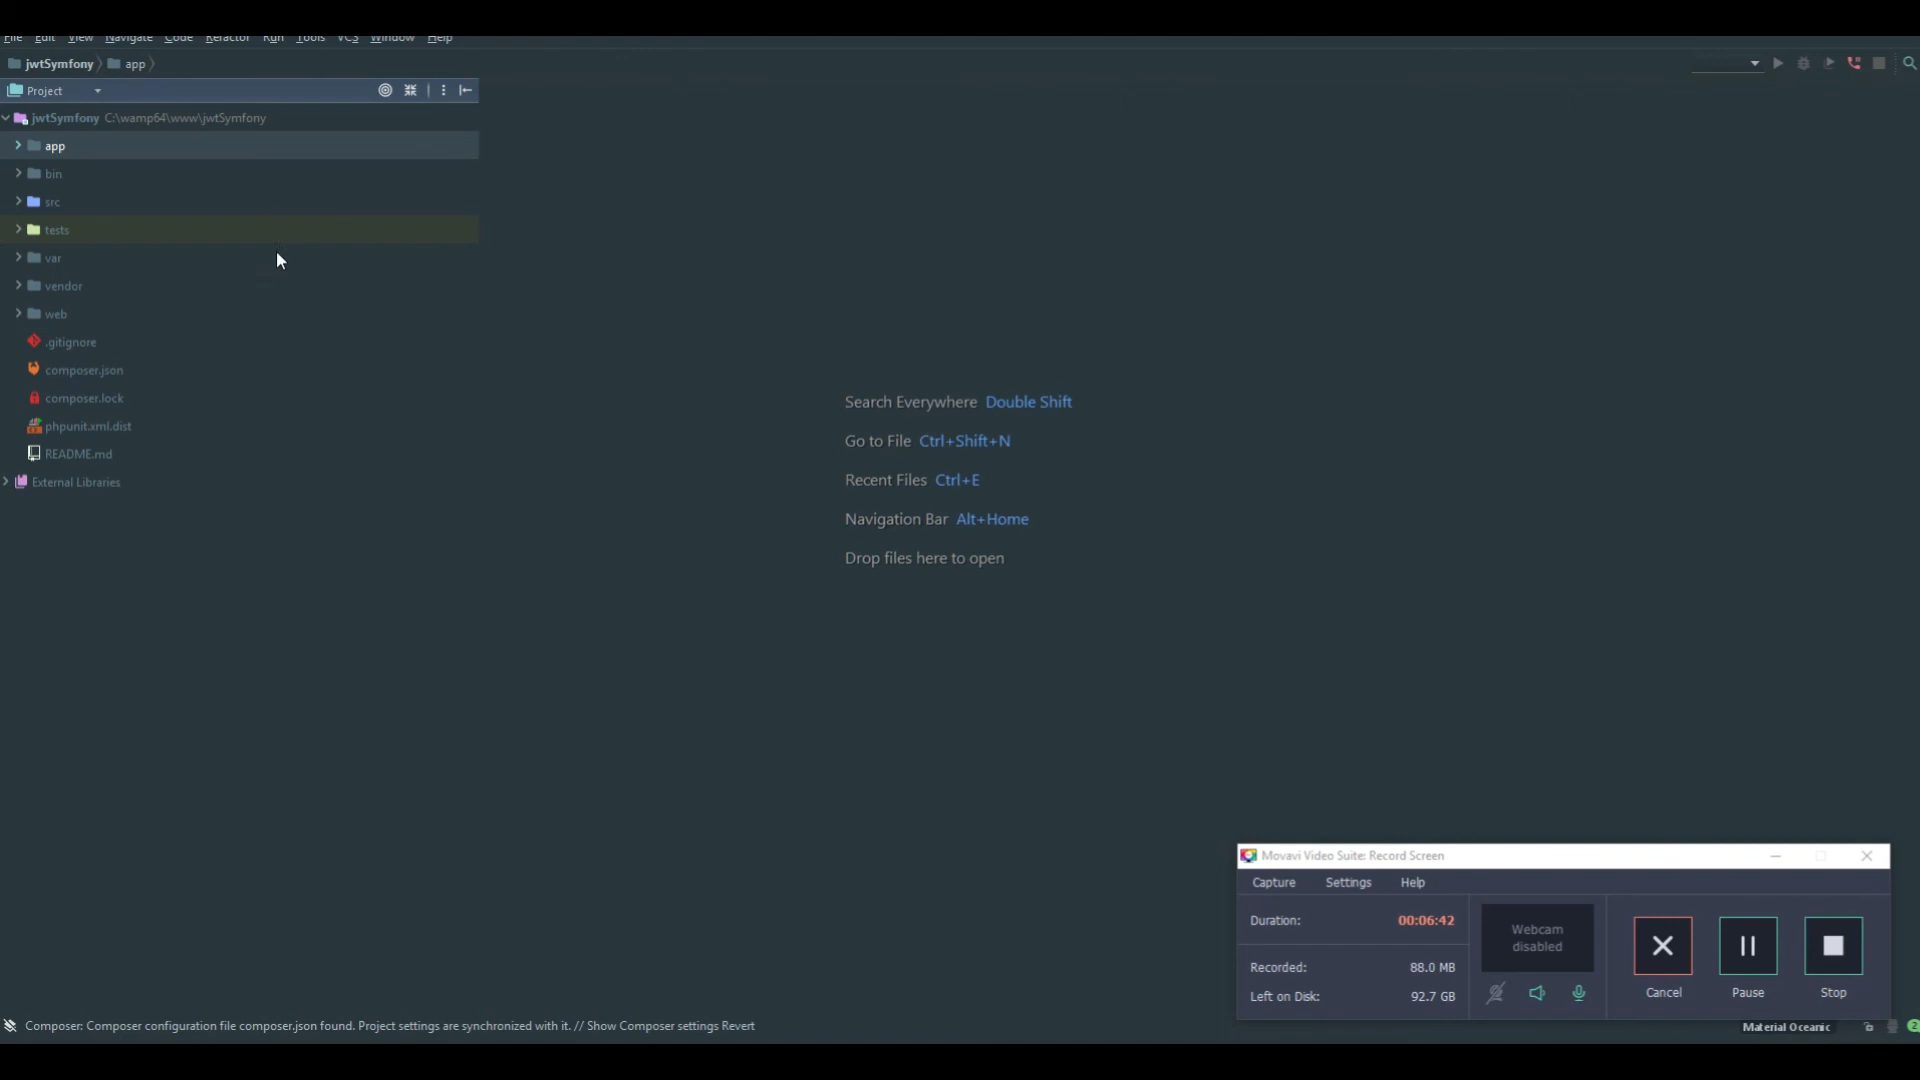 File Edit View Navigate Code Refactor Run Tools VCS Window Help
jwtSymfony app
Project
jwtSymfony C:\wamp64\www\jwtSymfony
app
bin
src
tests
var
vendor
web
.gitignore
composer.json
composer.lock
phpunit.xml.dist
README.md
External Libraries
Search Everywhere Double Shift
Go to File Ctrl+Shift+N
Recent Files Ctrl+E
Navigation Bar Alt+Home
Drop files here to open
Movavi Video Suite: Record Screen
Capture Settings Help
Duration: 00:06:42
Webcam
disabled
Recorded: 88.0 MB
Left on Disk: 92.7 GB
Cancel Pause Stop
Composer: Composer configuration file composer.json found. Project settings are synchronized with it. // Show Composer settings Revert
Material Oceanic
2